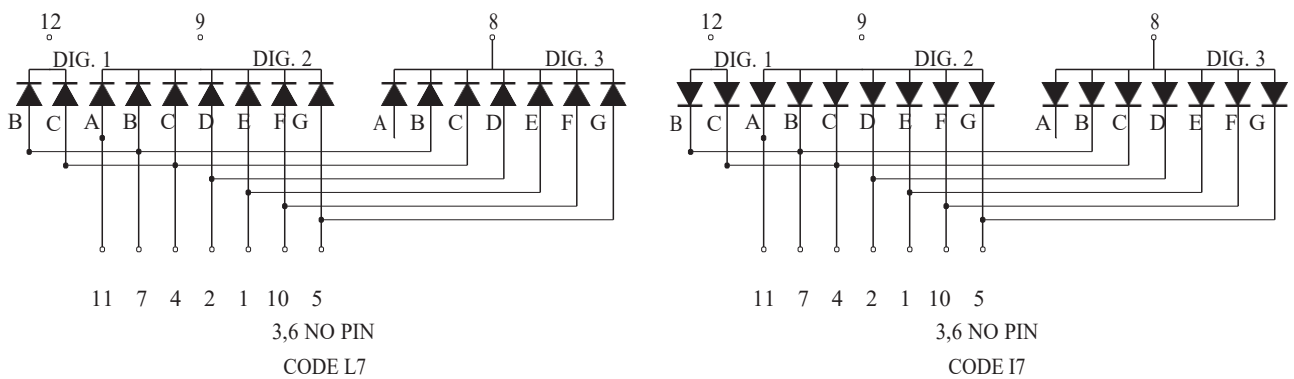 12 9 8
DIG. 1 DIG. 2 DIG. 3
B C A B C D E F G A B C D E F G
11 7 4 2 1 10 5
3,6 NO PIN
CODE L7
12 9 8
DIG. 1 DIG. 2 DIG. 3
B C A B C D E F G A B C D E F G
11 7 4 2 1 10 5
3,6 NO PIN
CODE I7